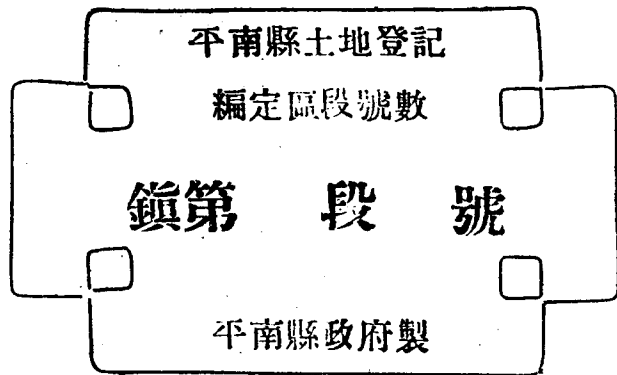 平南縣土地登記
編定區段號數
鎭第　段　號
平南縣政府製